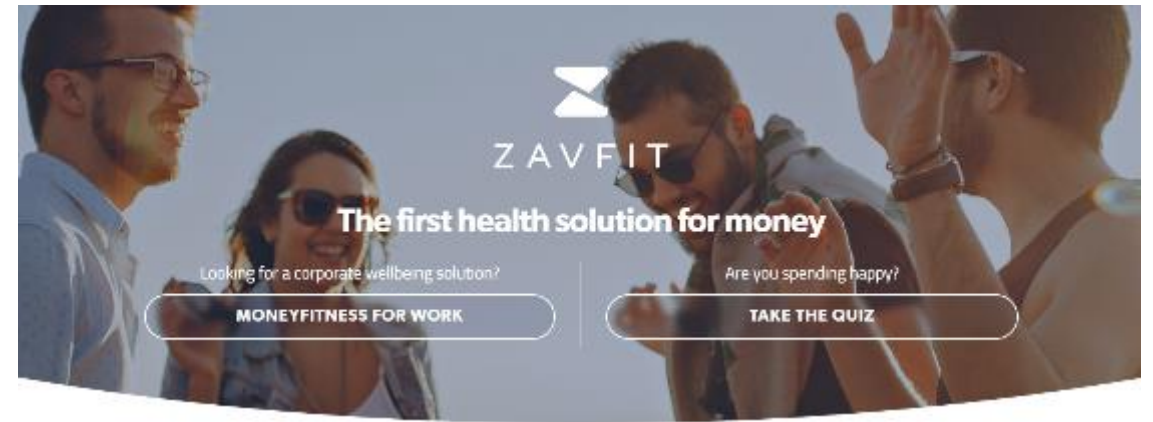 ZAVFIT
The first health solution for money
Looking for a corporate wellbeing solution?
MONEYFITNESS FOR WORK
Are you spending happy?
TAKE THE QUIZ